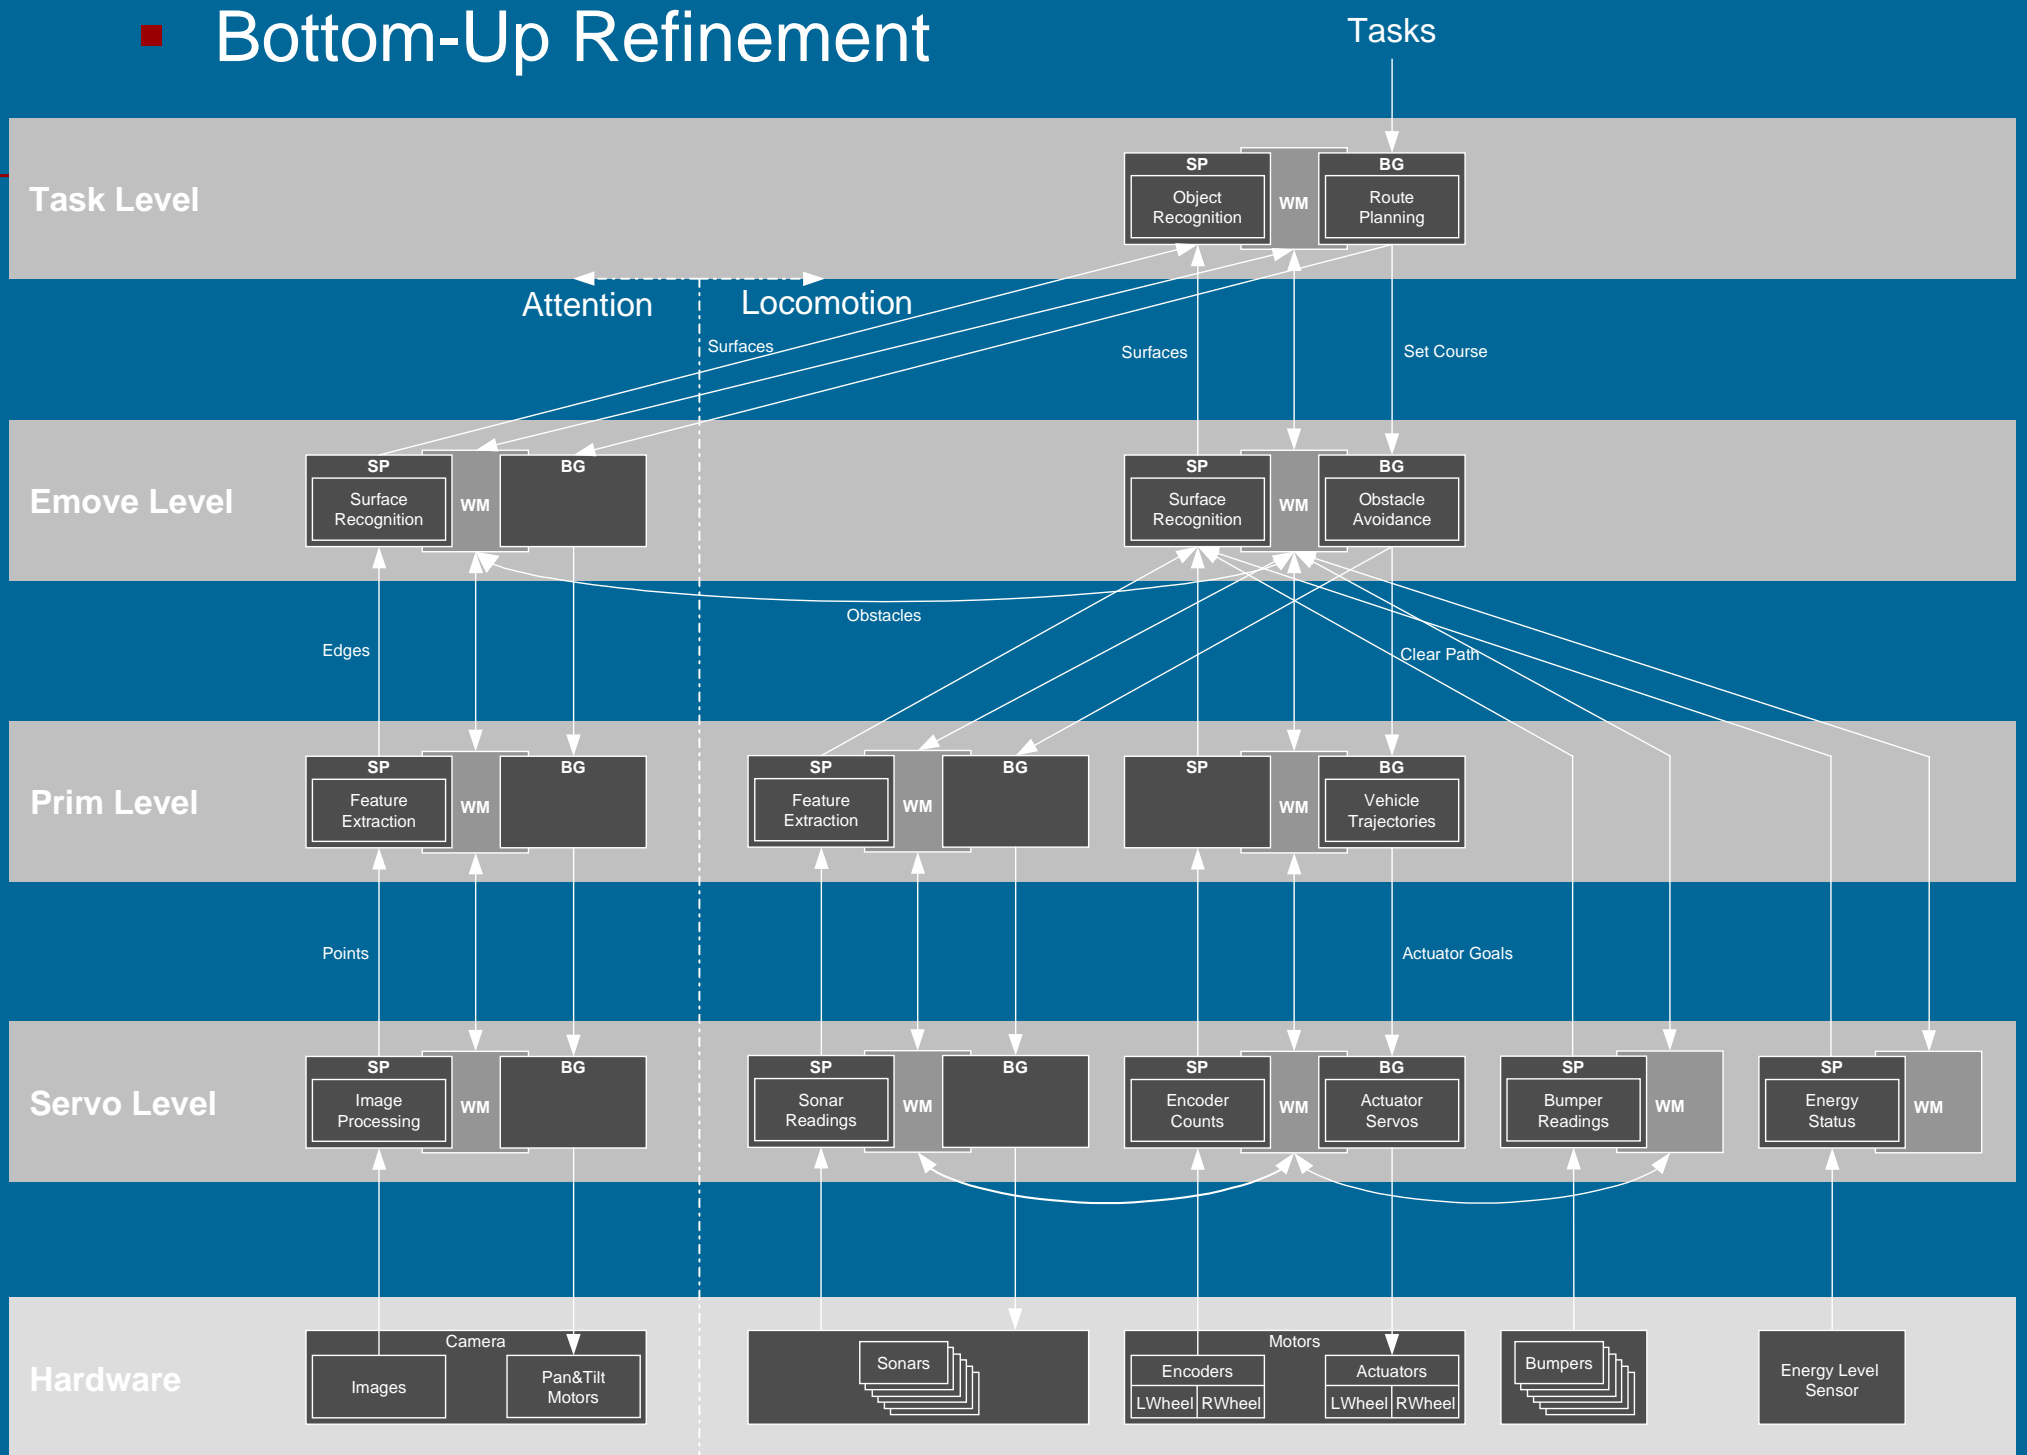 Bottom-Up Refinement
Tasks
Task Level
SP
Object
Recognition
WM
BG
Route
Planning
Attention
Locomotion
Surfaces
Surfaces
Set Course
Emove Level
SP
Surface
Recognition
WM
BG
SP
Surface
Recognition
WM
BG
Obstacle
Avoidance
Obstacles
Edges
Clear Path
Prim Level
SP
Feature
Extraction
WM
BG
SP
Feature
Extraction
WM
BG
SP
WM
BG
Vehicle
Trajectories
Points
Actuator Goals
Servo Level
SP
Image
Processing
WM
BG
SP
Sonar
Readings
WM
BG
SP
Encoder
Counts
WM
BG
Actuator
Servos
SP
Bumper
Readings
WM
SP
Energy
Status
WM
Hardware
Camera
Images
Pan&Tilt
Motors
Sonars
Motors
Encoders
LWheel
RWheel
Actuators
LWheel
RWheel
Bumpers
Energy Level
Sensor